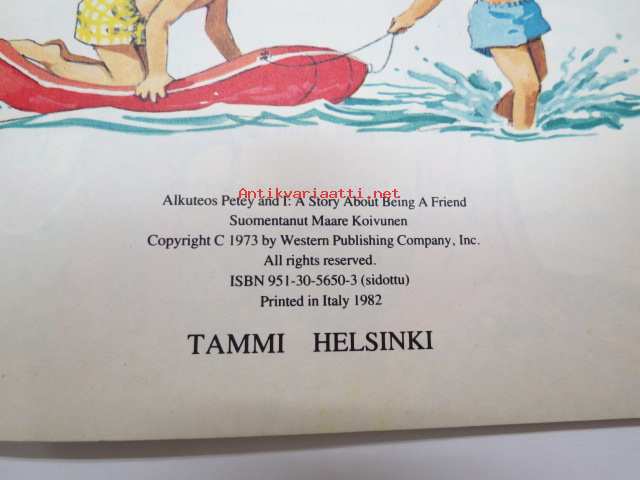 Alkuteos Petey and I: A Story About Being A Friend
Antikvariaatti.net
Suomentanut Maare Koivunen
Copyright C 1973 by Western Publishing Company, Inc.
All rights reserved.
ISBN 951-30-5650-3 (sidottu)
Printed in Italy 1982
TAMMI HELSINKI